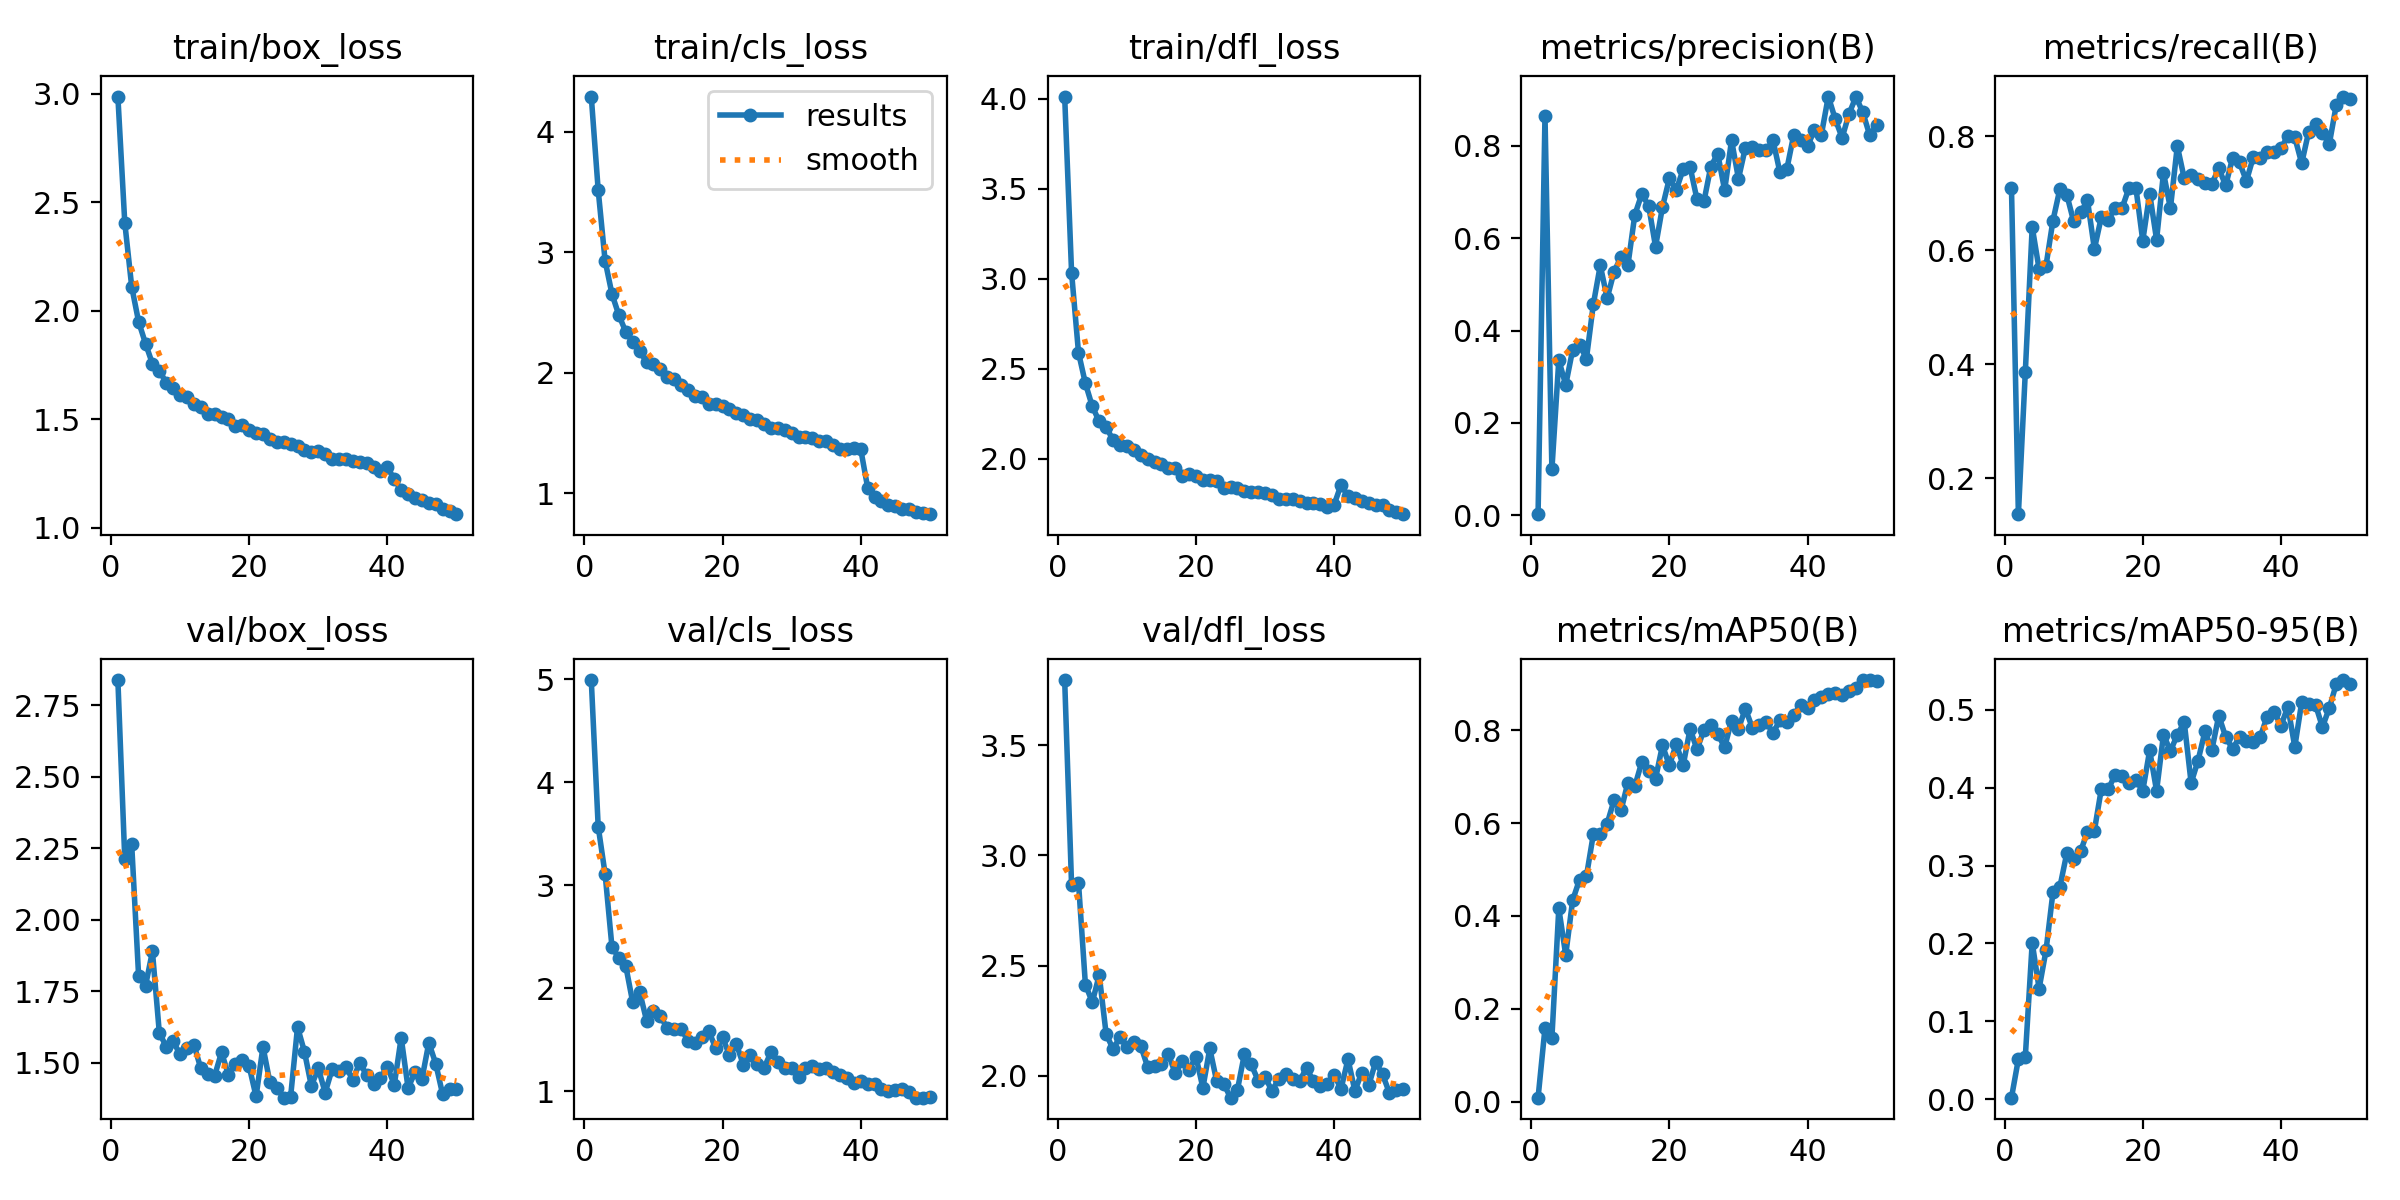 train/box_loss
3.0
2.5
2.0
1.5
1.0
0 20 40
train/cls_loss
results
smooth
4
3
2
1
0 20 40
train/dfl_loss
4.0
3.5
3.0
2.5
2.0
0 20 40
metrics/precision(B)
0.8
0.6
0.4
0.2
0.0
0 20 40
metrics/recall(B)
0.8
0.6
0.4
0.2
0 20 40
val/box_loss
2.75
2.50
2.25
2.00
1.75
1.50
0 20 40
val/cls_loss
5
4
3
2
1
0 20 40
val/dfl_loss
3.5
3.0
2.5
2.0
0 20 40
metrics/mAP50(B)
0.8
0.6
0.4
0.2
0.0
0 20 40
metrics/mAP50-95(B)
0.5
0.4
0.3
0.2
0.1
0.0
0 20 40